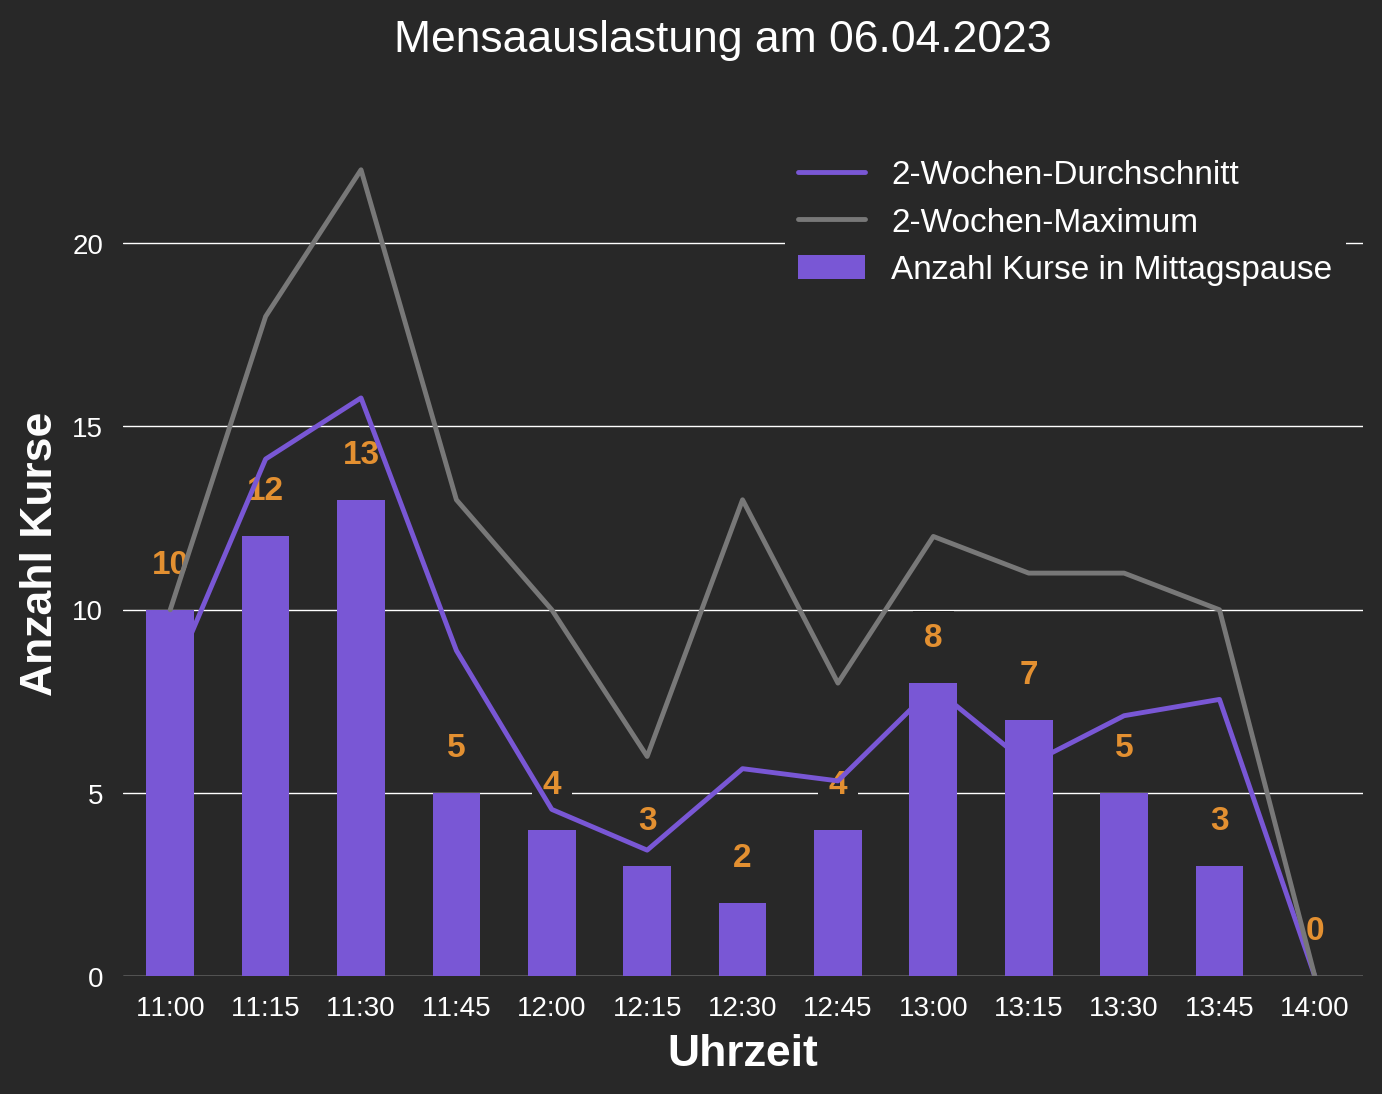 Mensaauslastung am 06.04.2023
2-Wochen-Durchschnitt
2-Wochen-Maximum
Anzahl Kurse in Mittagspause
Anzahl Kurse
20
15
10
5
0
10
12
13
5
4
3
2
4
8
7
5
3
0
11:00 11:15 11:30 11:45 12:00 12:15 12:30 12:45 13:00 13:15 13:30 13:45 14:00
Uhrzeit